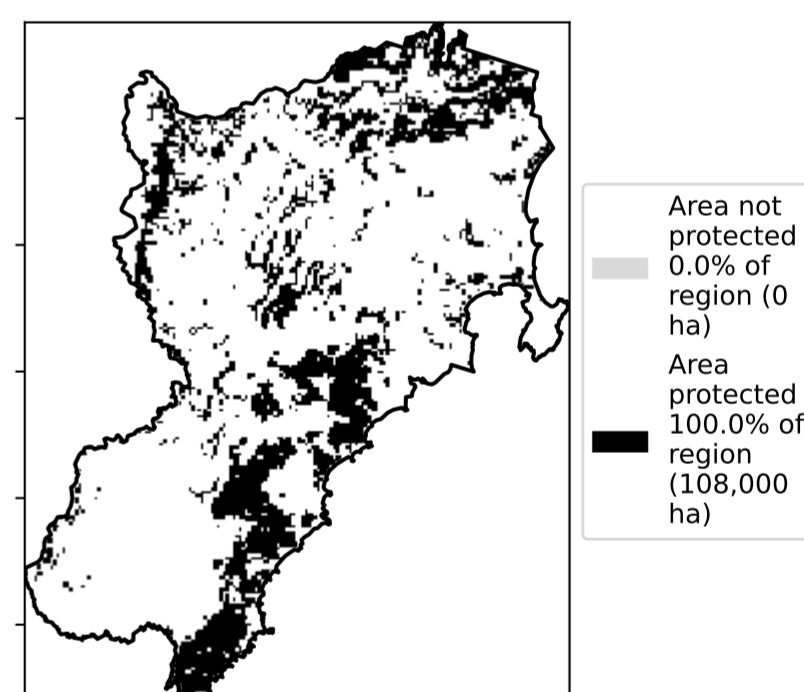 Area not
protected
0.0% of
region (0
ha)
Area
protected
100.0% of
region
(108,000
ha)